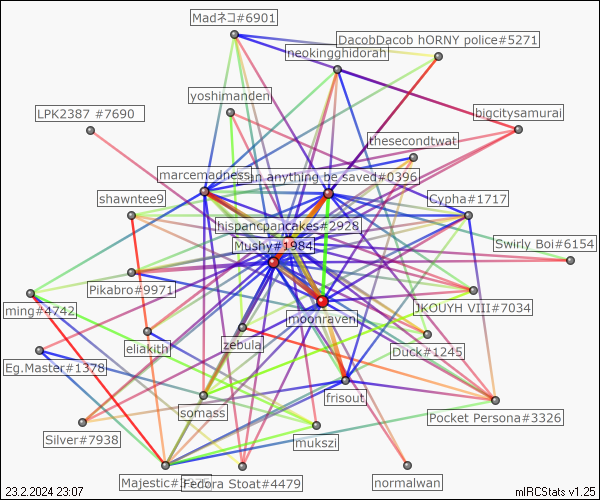 Madネコ#6901
DacobDacob hORNY police#5271
neokingghidorah
yoshimanden
LPK2387 #7690
bigcitysamurai
thesecondtwat
marcemadness
in anything be saved#0396
shawntee9
Cypha#1717
hispancpancakes#2928
Mushy#1984
Swirly Boi#6154
Pikabro#9971
ming#4742
JKOUYH VIII#7034
moonraveni
eliakith
zebula
Duck#1245
Eg.Master#1378
frisout
somass
Pocket Persona#3326
Silver#7938
mukszi
Majestic#
Fedora Stoat#4479
normalwan
23.2.2024 23:07
mIRCStats v1.25